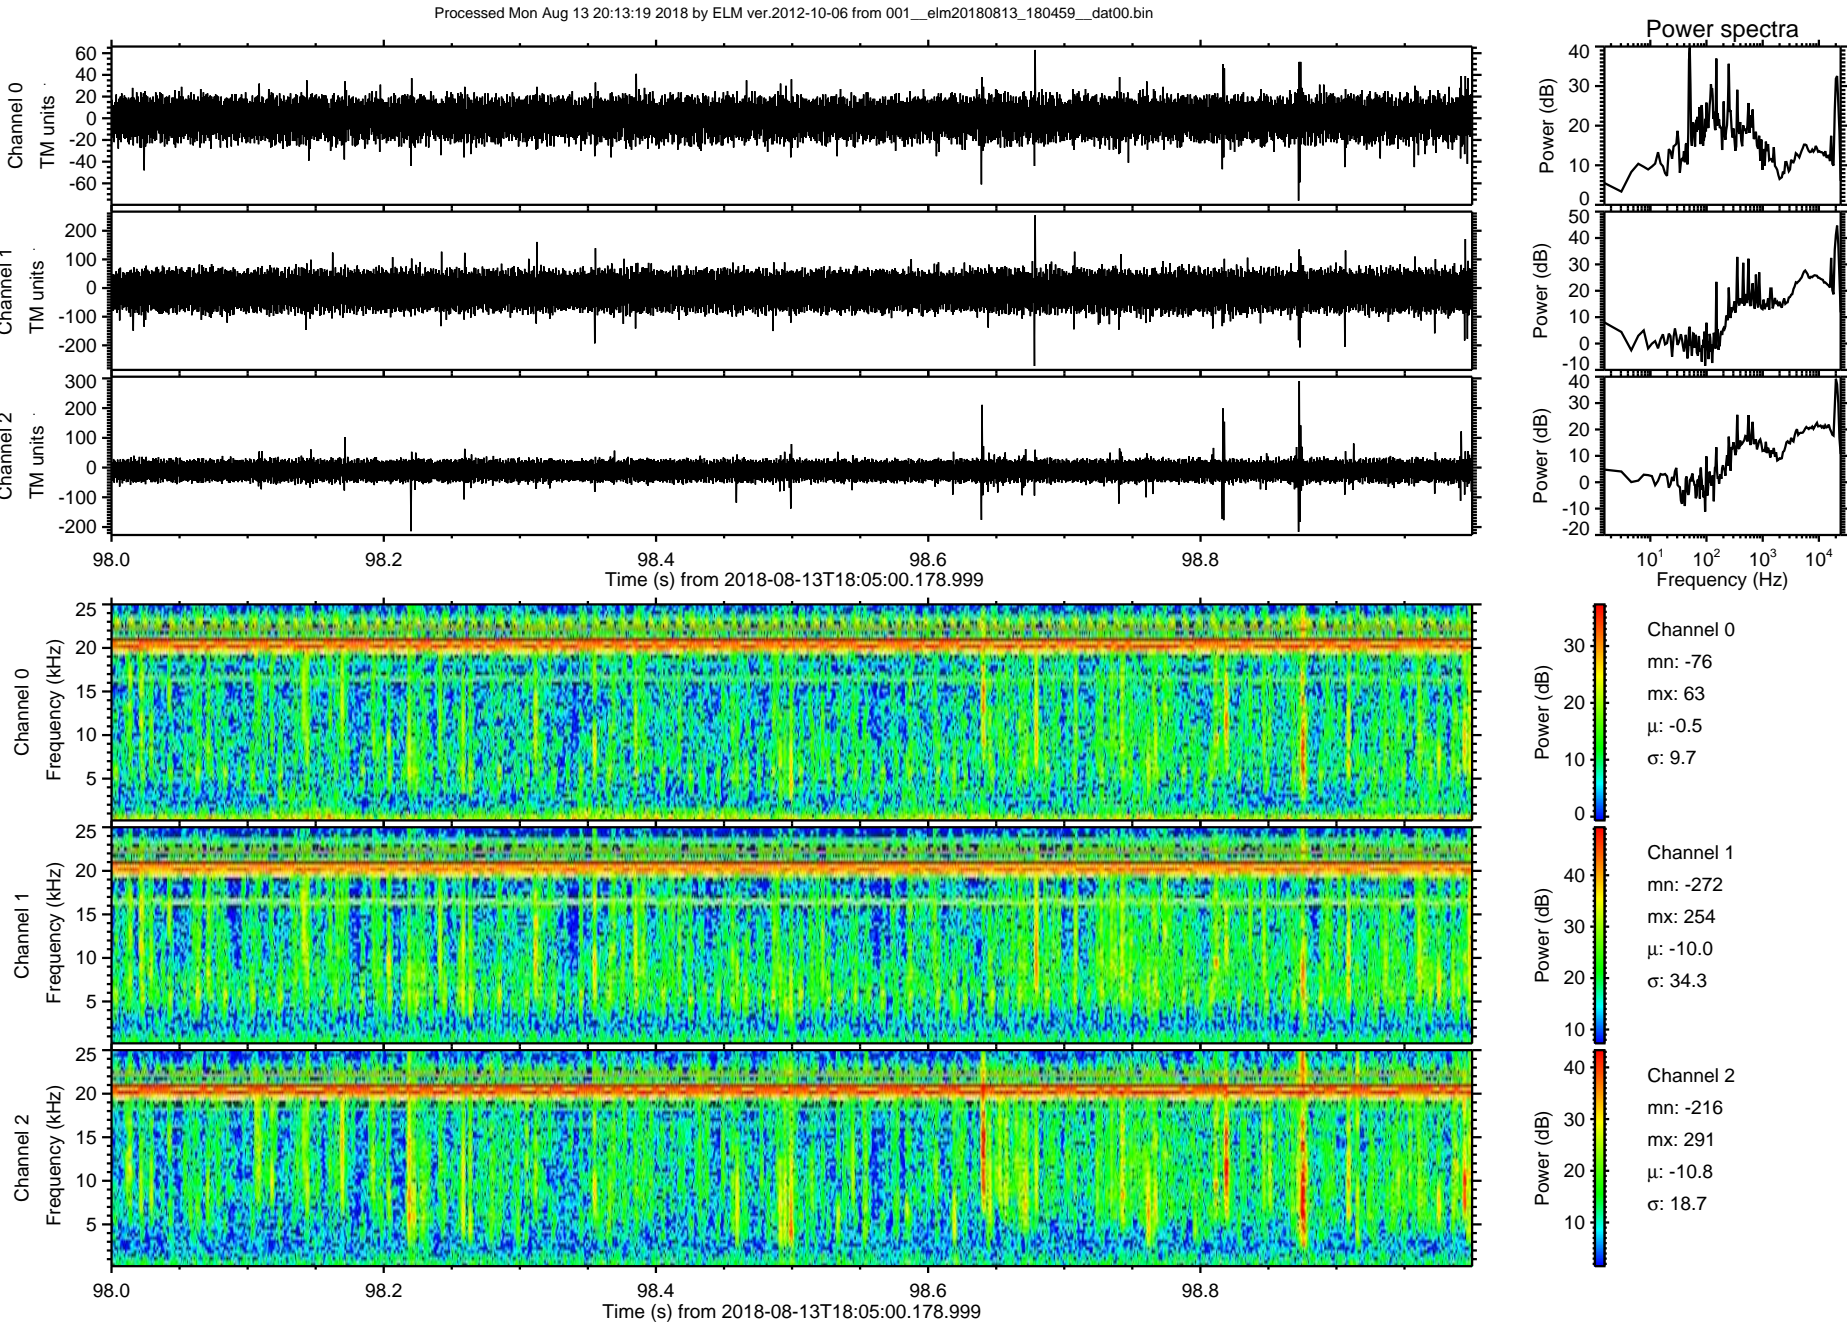 Processed Mon Aug 13 20:13:19 2018 by ELM ver.2012-10-06 from 001__elm20180813_180459__dat00.bin
Power spectra
Channel 0
TM units
60
40
20
0
-20
-40
-60
Power (dB)
40
30
20
10
0
Channel 1
TM units
200
100
0
-100
-200
Power (dB)
50
40
30
20
10
0
-10
Channel 2
TM units
300
200
100
0
-100
-200
Power (dB)
40
30
20
10
0
-10
-20
98.0 98.2 98.4 98.6 98.8
Time (s) from 2018-08-13T18:05:00.178.999
10^1 10^2 10^3 10^4
Frequency (Hz)
Channel 0
Frequency (kHz)
25
20
15
10
5
Power (dB)
30
20
10
0
Channel 0
mn: -76
mx: 63
μ: -0.5
σ: 9.7
Channel 1
Frequency (kHz)
25
20
15
10
5
Power (dB)
40
30
20
10
Channel 1
mn: -272
mx: 254
μ: -10.0
σ: 34.3
Channel 2
Frequency (kHz)
25
20
15
10
5
Power (dB)
40
30
20
10
Channel 2
mn: -216
mx: 291
μ: -10.8
σ: 18.7
98.0 98.2 98.4 98.6 98.8
Time (s) from 2018-08-13T18:05:00.178.999